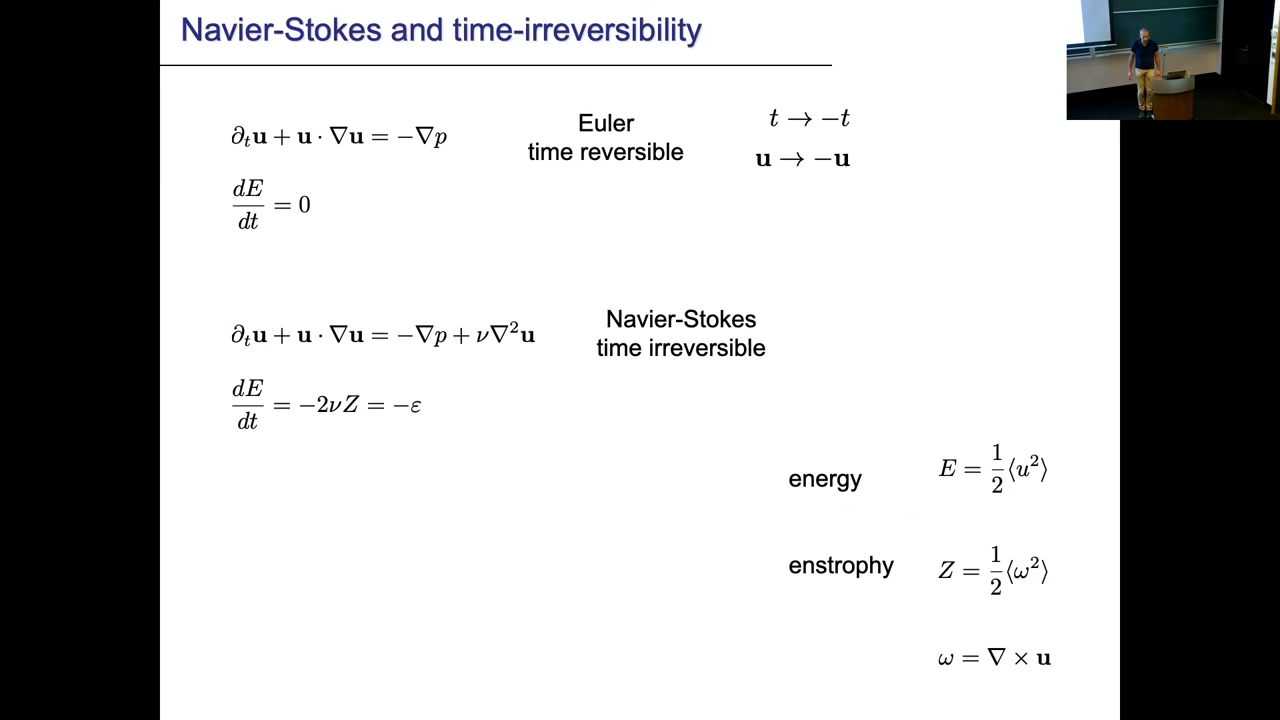 Navier-Stokes and time-irreversibility
∂ₜ𝐮 + 𝐮 · ∇𝐮 = −∇p
Euler
time reversible
t → −t
𝐮 → −𝐮
dE/dt = 0
∂ₜ𝐮 + 𝐮 · ∇𝐮 = −∇p + ν∇²𝐮
Navier-Stokes
time irreversible
dE/dt = −2νZ = −ε
energy
E = 1/2 ⟨u²⟩
enstrophy
Z = 1/2 ⟨ω²⟩
ω = ∇ × 𝐮